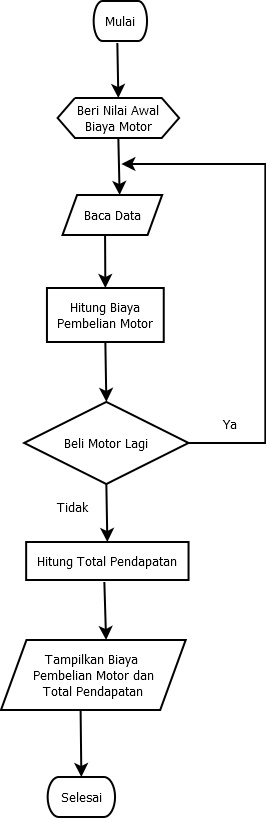 Mulai
Beri Nilai Awal
Biaya Motor
Baca Data
Hitung Biaya
Pembelian Motor
Beli Motor Lagi
Ya
Tidak
Hitung Total Pendapatan
Tampilkan Biaya
Pembelian Motor dan
Total Pendapatan
Selesai